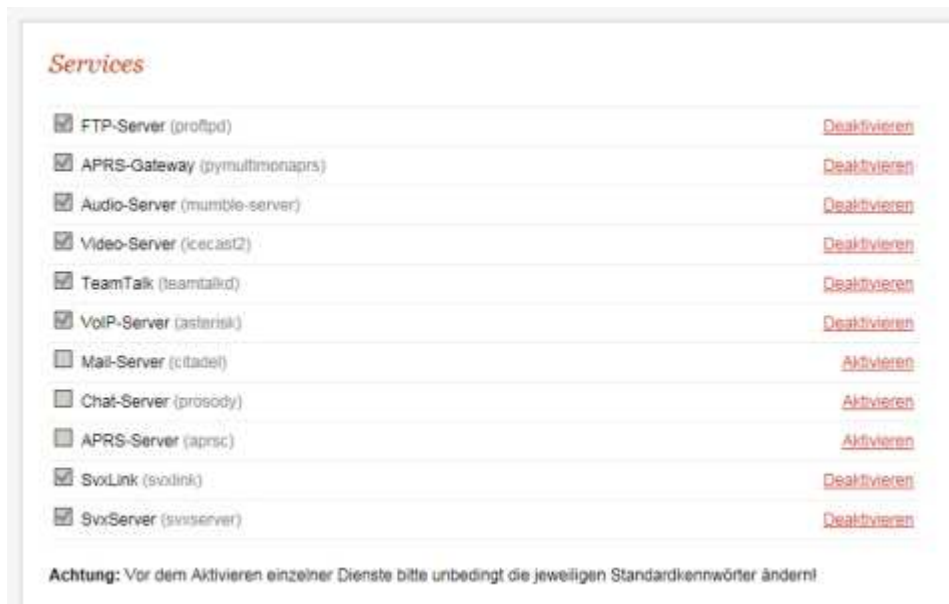 Services
FTP-Server (proftpd) Deaktivieren
APRS-Gateway (pymultimonaprs) Deaktivieren
Audio-Server (mumble-server) Deaktivieren
Video-Server (icecast2) Deaktivieren
TeamTalk (teamtalkd) Deaktivieren
VoIP-Server (asterisk) Deaktivieren
Mail-Server (citadel) Aktivieren
Chat-Server (prosody) Aktivieren
APRS-Server (aprsc) Aktivieren
SvxLink (svxlink) Deaktivieren
SvxServer (svxserver) Deaktivieren
Achtung: Vor dem Aktivieren einzelner Dienste bitte unbedingt die jeweiligen Standardkennwörter ändern!